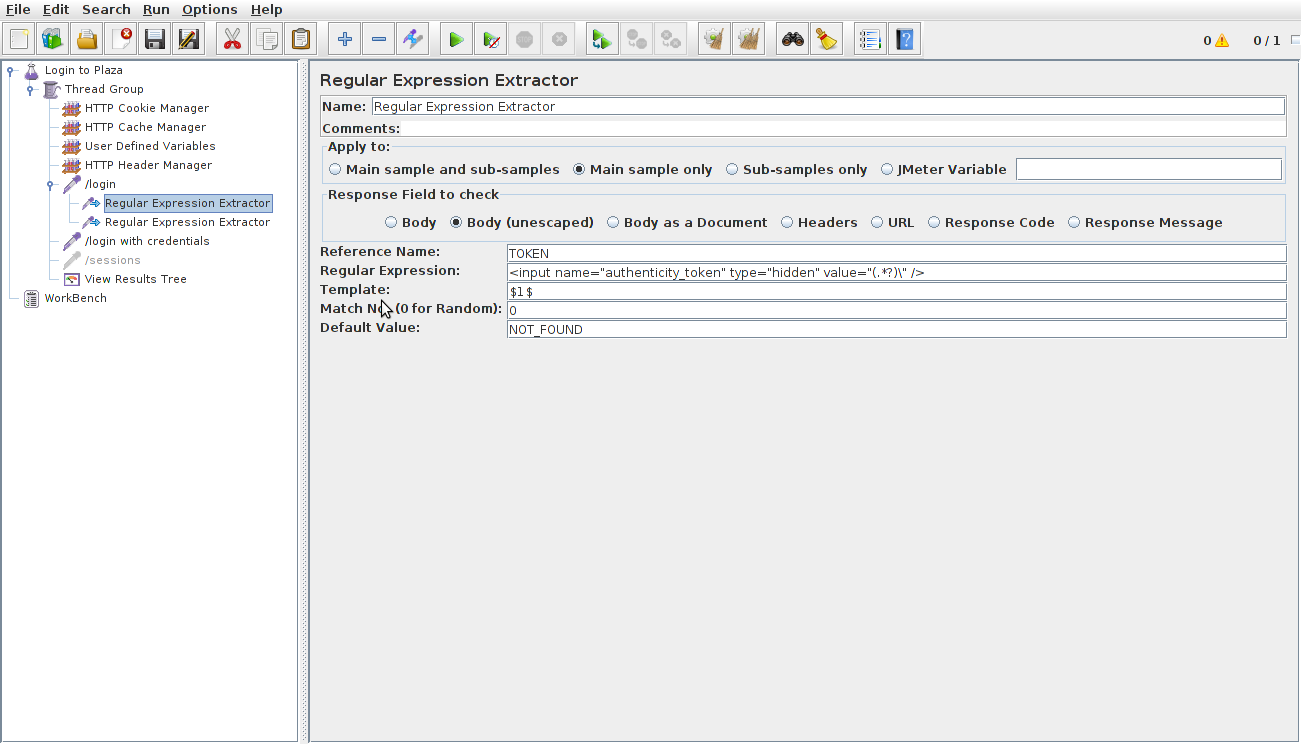 File Edit Search Run Options Help
0 0 / 1
Login to Plaza
Thread Group
HTTP Cookie Manager
HTTP Cache Manager
User Defined Variables
HTTP Header Manager
/login
Regular Expression Extractor
Regular Expression Extractor
/login with credentials
/sessions
View Results Tree
WorkBench
Regular Expression Extractor
Name: Regular Expression Extractor
Comments:
Apply to:
Main sample and sub-samples Main sample only Sub-samples only JMeter Variable
Response Field to check
Body Body (unescaped) Body as a Document Headers URL Response Code Response Message
Reference Name: TOKEN
Regular Expression: <input name="authenticity_token" type="hidden" value="(.*?)\" />
Template: $1$
Match No. (0 for Random): 0
Default Value: NOT_FOUND